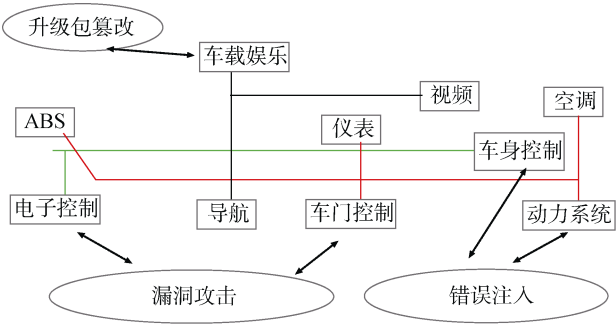 升级包篡改
车载娱乐
视频
空调
ABS
仪表
车身控制
电子控制
导航
车门控制
动力系统
漏洞攻击
错误注入